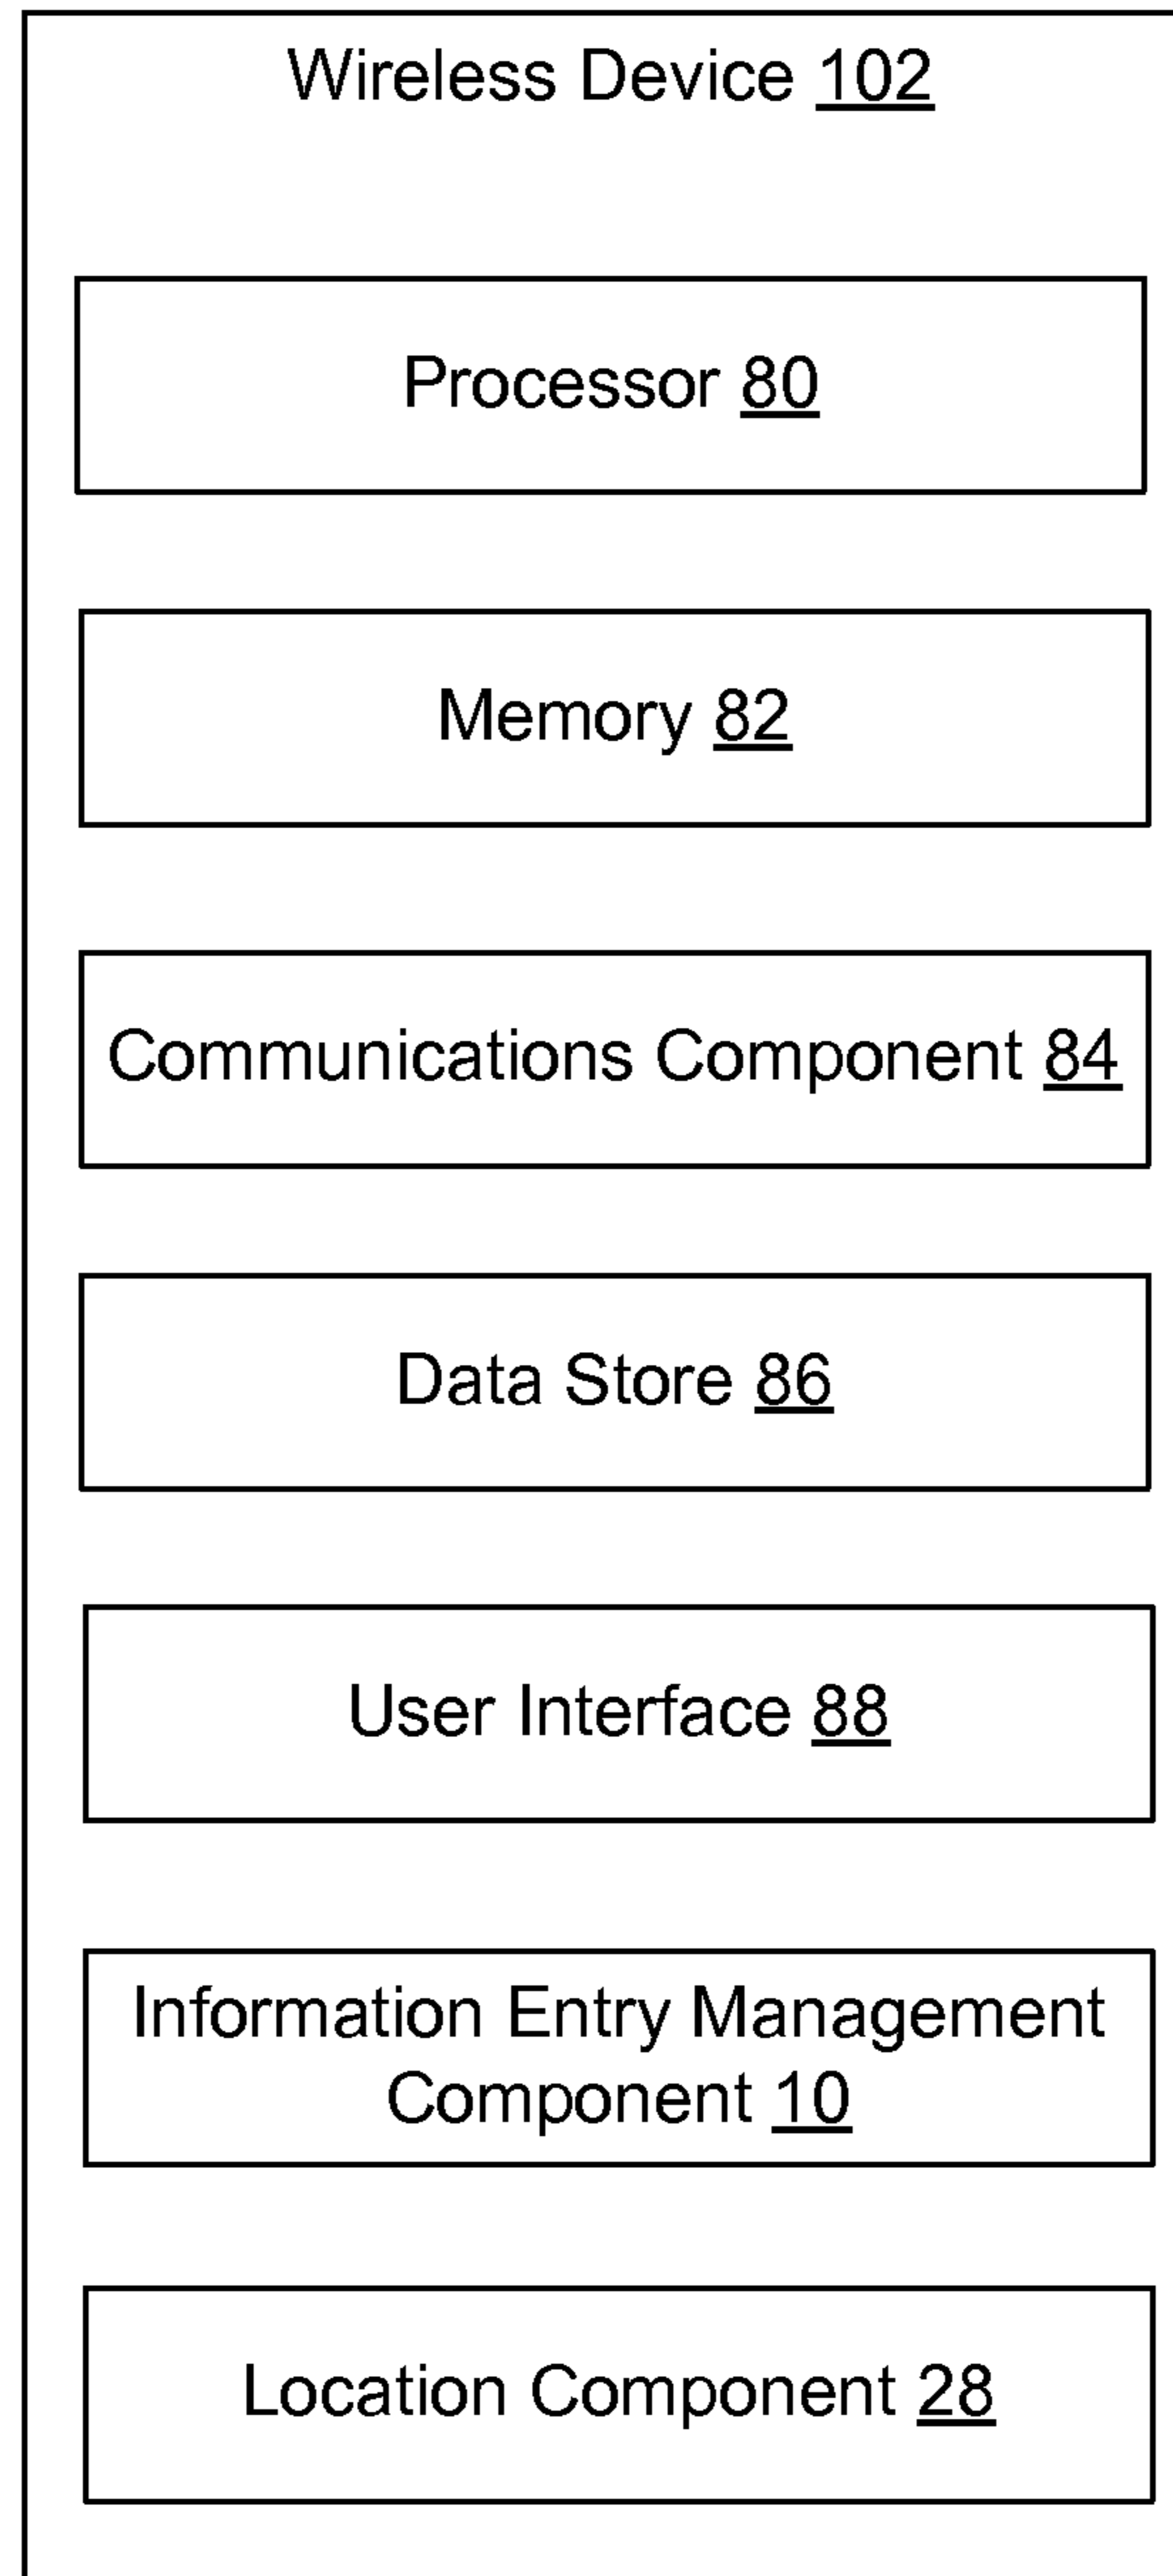 Wireless Device 102
Processor 80
Memory 82
Communications Component 84
Data Store 86
User Interface 88
Information Entry Management
Component 10
Location Component 28